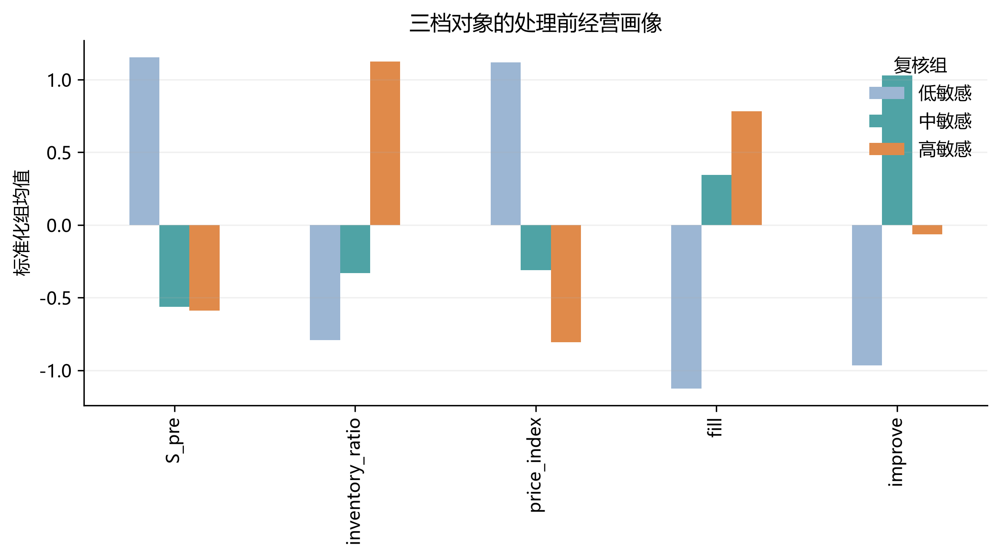 三档对象的处理前经营画像
标准化组均值
1.0
0.5
0.0
-0.5
-1.0
复核组
低敏感
中敏感
高敏感
S_pre
inventory_ratio
price_index
fill
improve